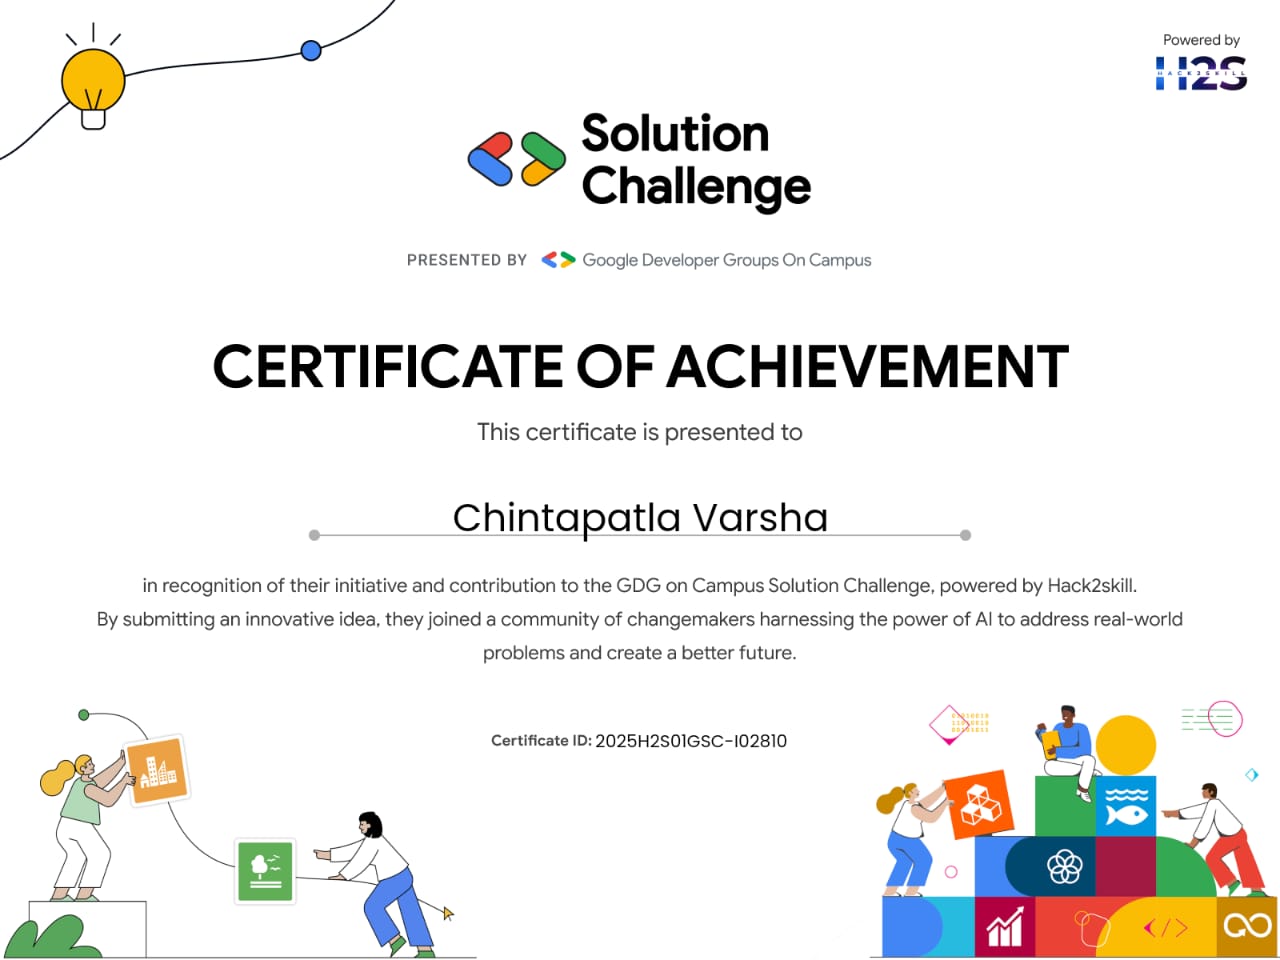 Powered by
H2S
HACK2SKILL
Solution
Challenge
PRESENTED BY Google Developer Groups On Campus
CERTIFICATE OF ACHIEVEMENT
This certificate is presented to
Chintapatla Varsha
in recognition of their initiative and contribution to the GDG on Campus Solution Challenge, powered by Hack2skill.
By submitting an innovative idea, they joined a community of changemakers harnessing the power of AI to address real-world
problems and create a better future.
Certificate ID: 2025H2S01GSC-I02810